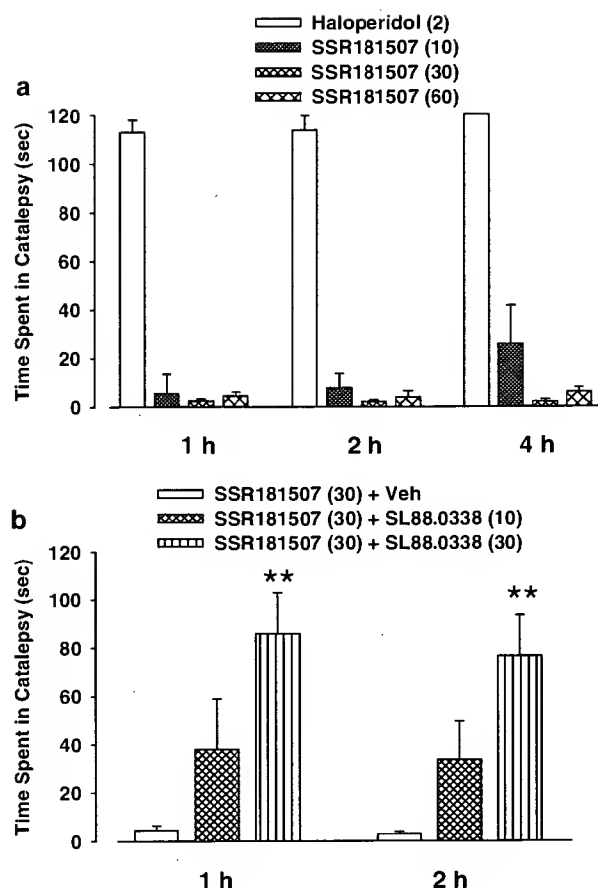 Haloperidol (2)
SSR181507 (10)
SSR181507 (30)
SSR181507 (60)
a
Time Spent in Catalepsy (sec)
120
100
80
60
40
20
0
1 h
2 h
4 h
SSR181507 (30) + Veh
SSR181507 (30) + SL88.0338 (10)
SSR181507 (30) + SL88.0338 (30)
b
Time Spent in Catalepsy (sec)
120
100
80
60
40
20
0
**
**
1 h
2 h